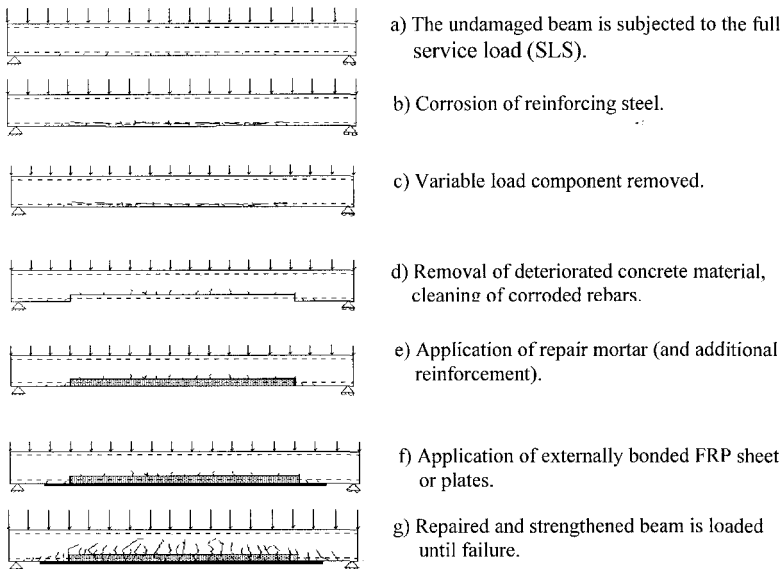 a) The undamaged beam is subjected to the full
service load (SLS).
b) Corrosion of reinforcing steel.
c) Variable load component removed.
d) Removal of deteriorated concrete material,
cleaning of corroded rebars.
e) Application of repair mortar (and additional
reinforcement).
f) Application of externally bonded FRP sheet
or plates.
g) Repaired and strengthened beam is loaded
until failure.